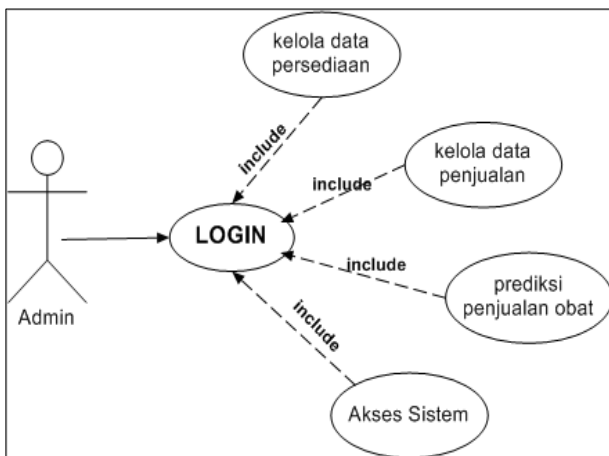 kelola data
persediaan
include
kelola data
penjualan
include
LOGIN
include
prediksi
penjualan obat
Admin
include
Akses Sistem